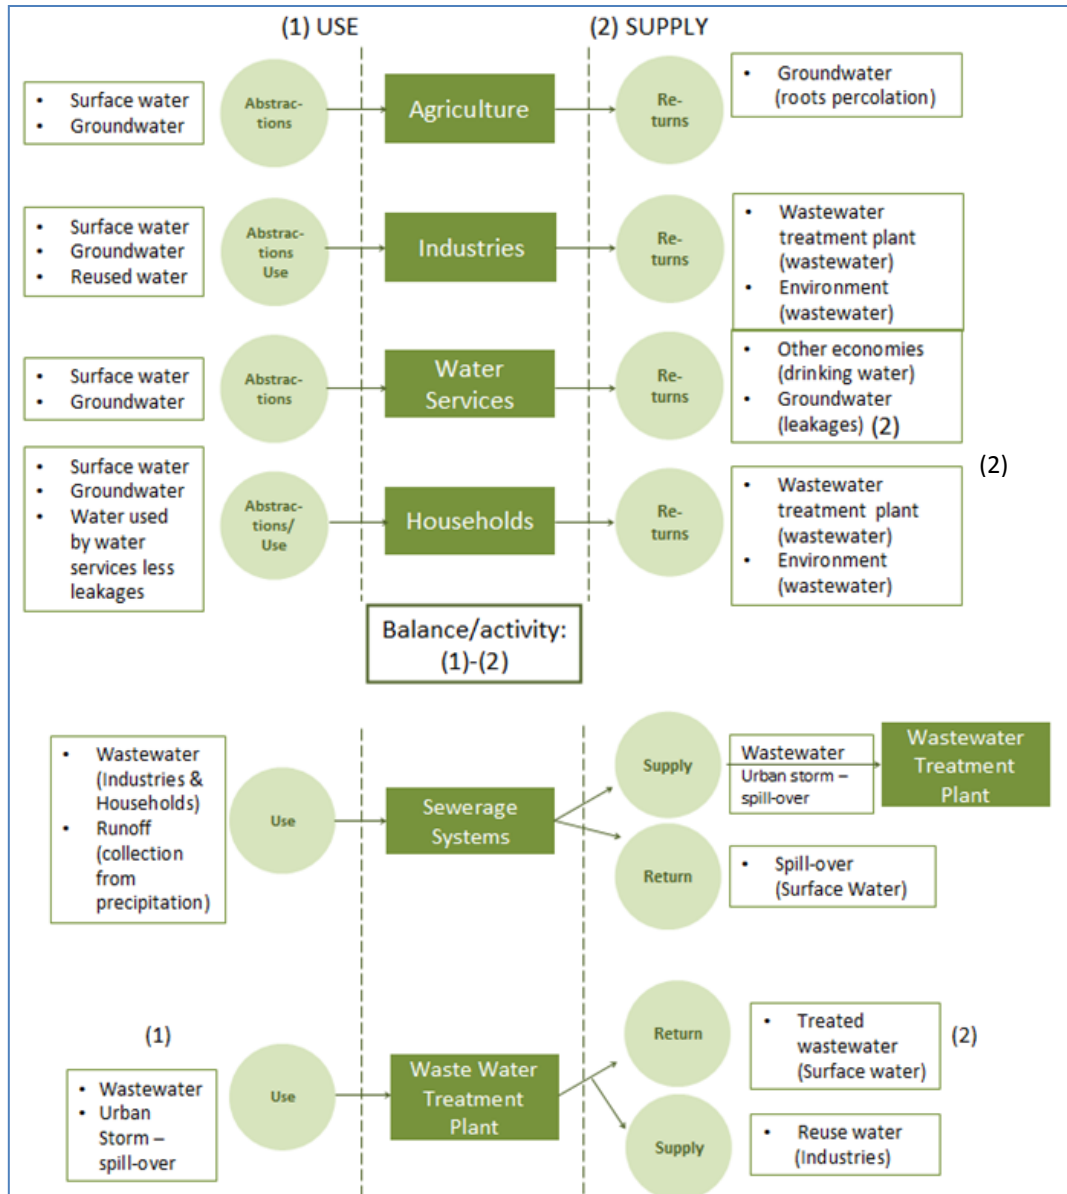 (1) USE
(2) SUPPLY
• Surface water
• Groundwater
Abstrac-
tions
Agriculture
Re-
turns
• Groundwater
(roots percolation)
• Surface water
• Groundwater
• Reused water
Abstrac-
tions
Use
Industries
Re-
turns
• Wastewater
treatment plant
(wastewater)
• Environment
(wastewater)
• Surface water
• Groundwater
Abstrac-
tions
Water
Services
Re-
turns
• Other economies
(drinking water)
• Groundwater
(leakages) (2)
(2)
• Surface water
• Groundwater
• Water used
by water
services less
leakages
Abstrac-
tions/
Use
Households
Re-
turns
• Wastewater
treatment plant
(wastewater)
• Environment
(wastewater)
Balance/activity:
(1)-(2)
• Wastewater
(Industries &
Households)
• Runoff
(collection
from
precipitation)
Use
Sewerage
Systems
Supply
Wastewater
Urban storm –
spill-over
Wastewater
Treatment
Plant
Return
• Spill-over
(Surface Water)
(1)
• Wastewater
• Urban
Storm –
spill-over
Use
Waste Water
Treatment
Plant
Return
• Treated
wastewater
(Surface water)
(2)
Supply
• Reuse water
(Industries)